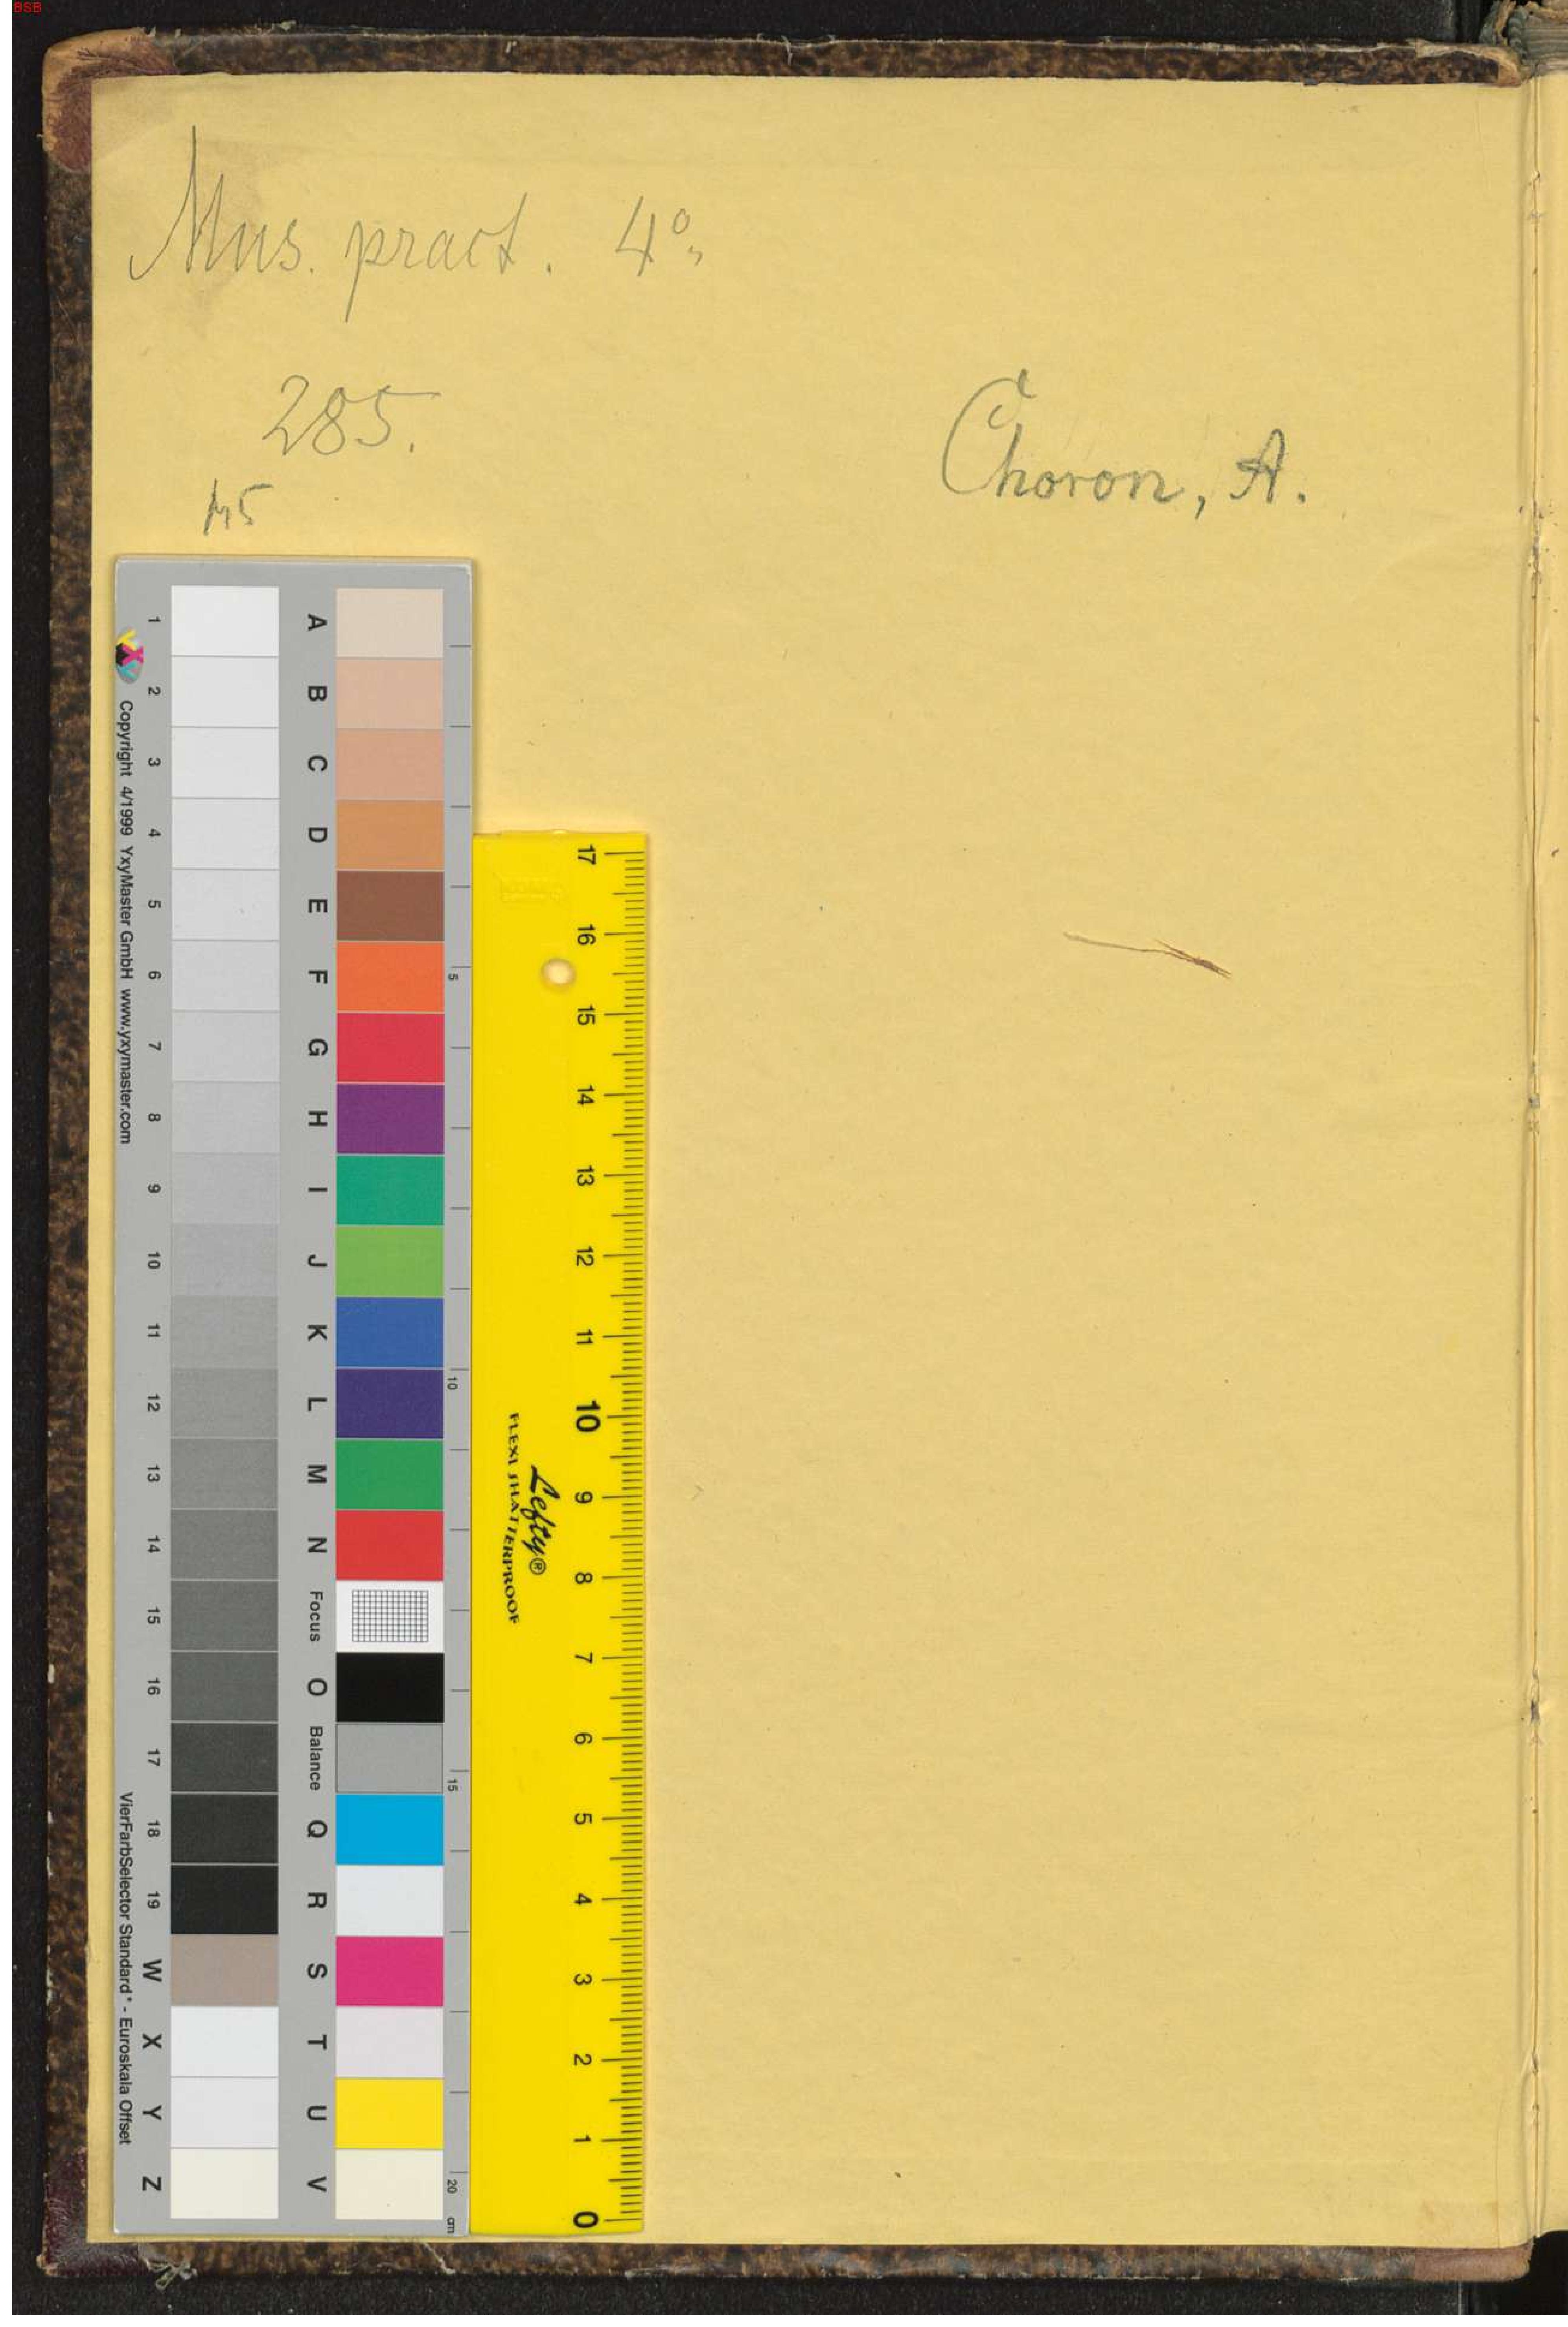 BSB
Mus. pract. 4°.
285.
Choron, A.
1 2 3 4 5 6 7 8 9 10 11 12 13 14 15 16 17 18 19 W X Y Z
A B C D E F G H I J K L M N Focus O Balance Q R S T U V
5 10 15 20 cm
Copyright 4/1999 YxyMaster GmbH www.yxymaster.com
VierFarbSelector Standard* - Euroskala Offset
17 16 15 14 13 12 11 10 9 8 7 6 5 4 3 2 1 0
Lefty®
FLEXI SHATTERPROOF